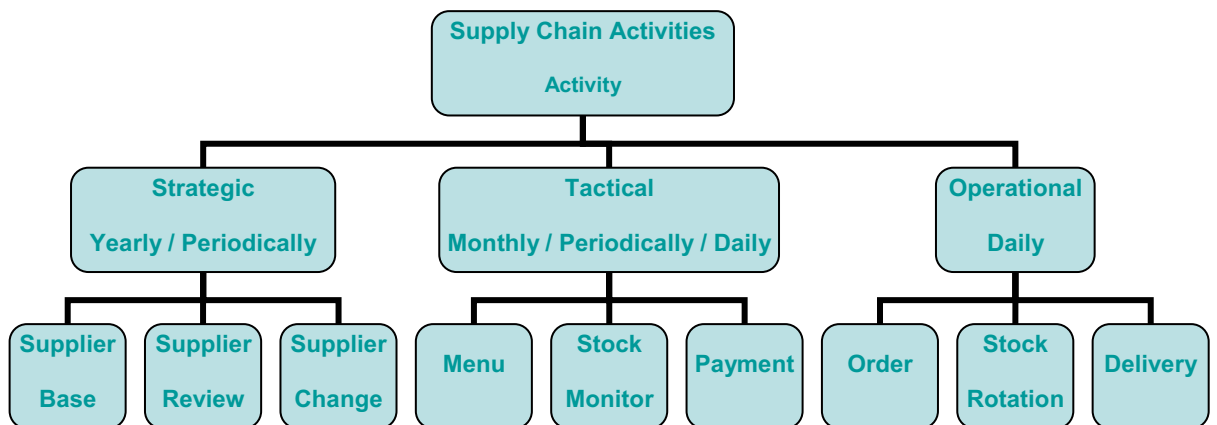 Supply Chain Activities
Activity
Strategic
Yearly / Periodically
Tactical
Monthly / Periodically / Daily
Operational
Daily
Supplier
Base
Supplier
Review
Supplier
Change
Menu
Stock
Monitor
Payment
Order
Stock
Rotation
Delivery